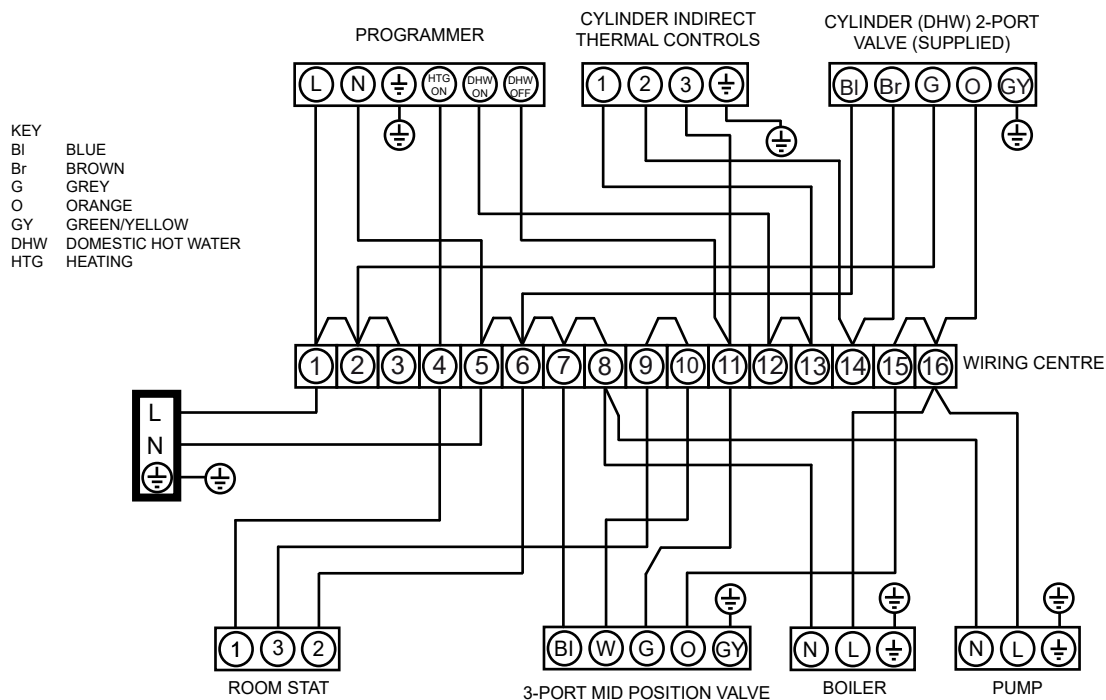 PROGRAMMER
CYLINDER INDIRECT
THERMAL CONTROLS
CYLINDER (DHW) 2-PORT
VALVE (SUPPLIED)
L N HTG ON DHW ON DHW OFF
1 2 3
Bl Br G O GY
KEY
Bl BLUE
Br BROWN
G GREY
O ORANGE
GY GREEN/YELLOW
DHW DOMESTIC HOT WATER
HTG HEATING
1 2 3 4 5 6 7 8 9 10 11 12 13 14 15 16 WIRING CENTRE
L
N
1 3 2
Bl W G O GY
N L
N L
ROOM STAT
3-PORT MID POSITION VALVE
BOILER
PUMP